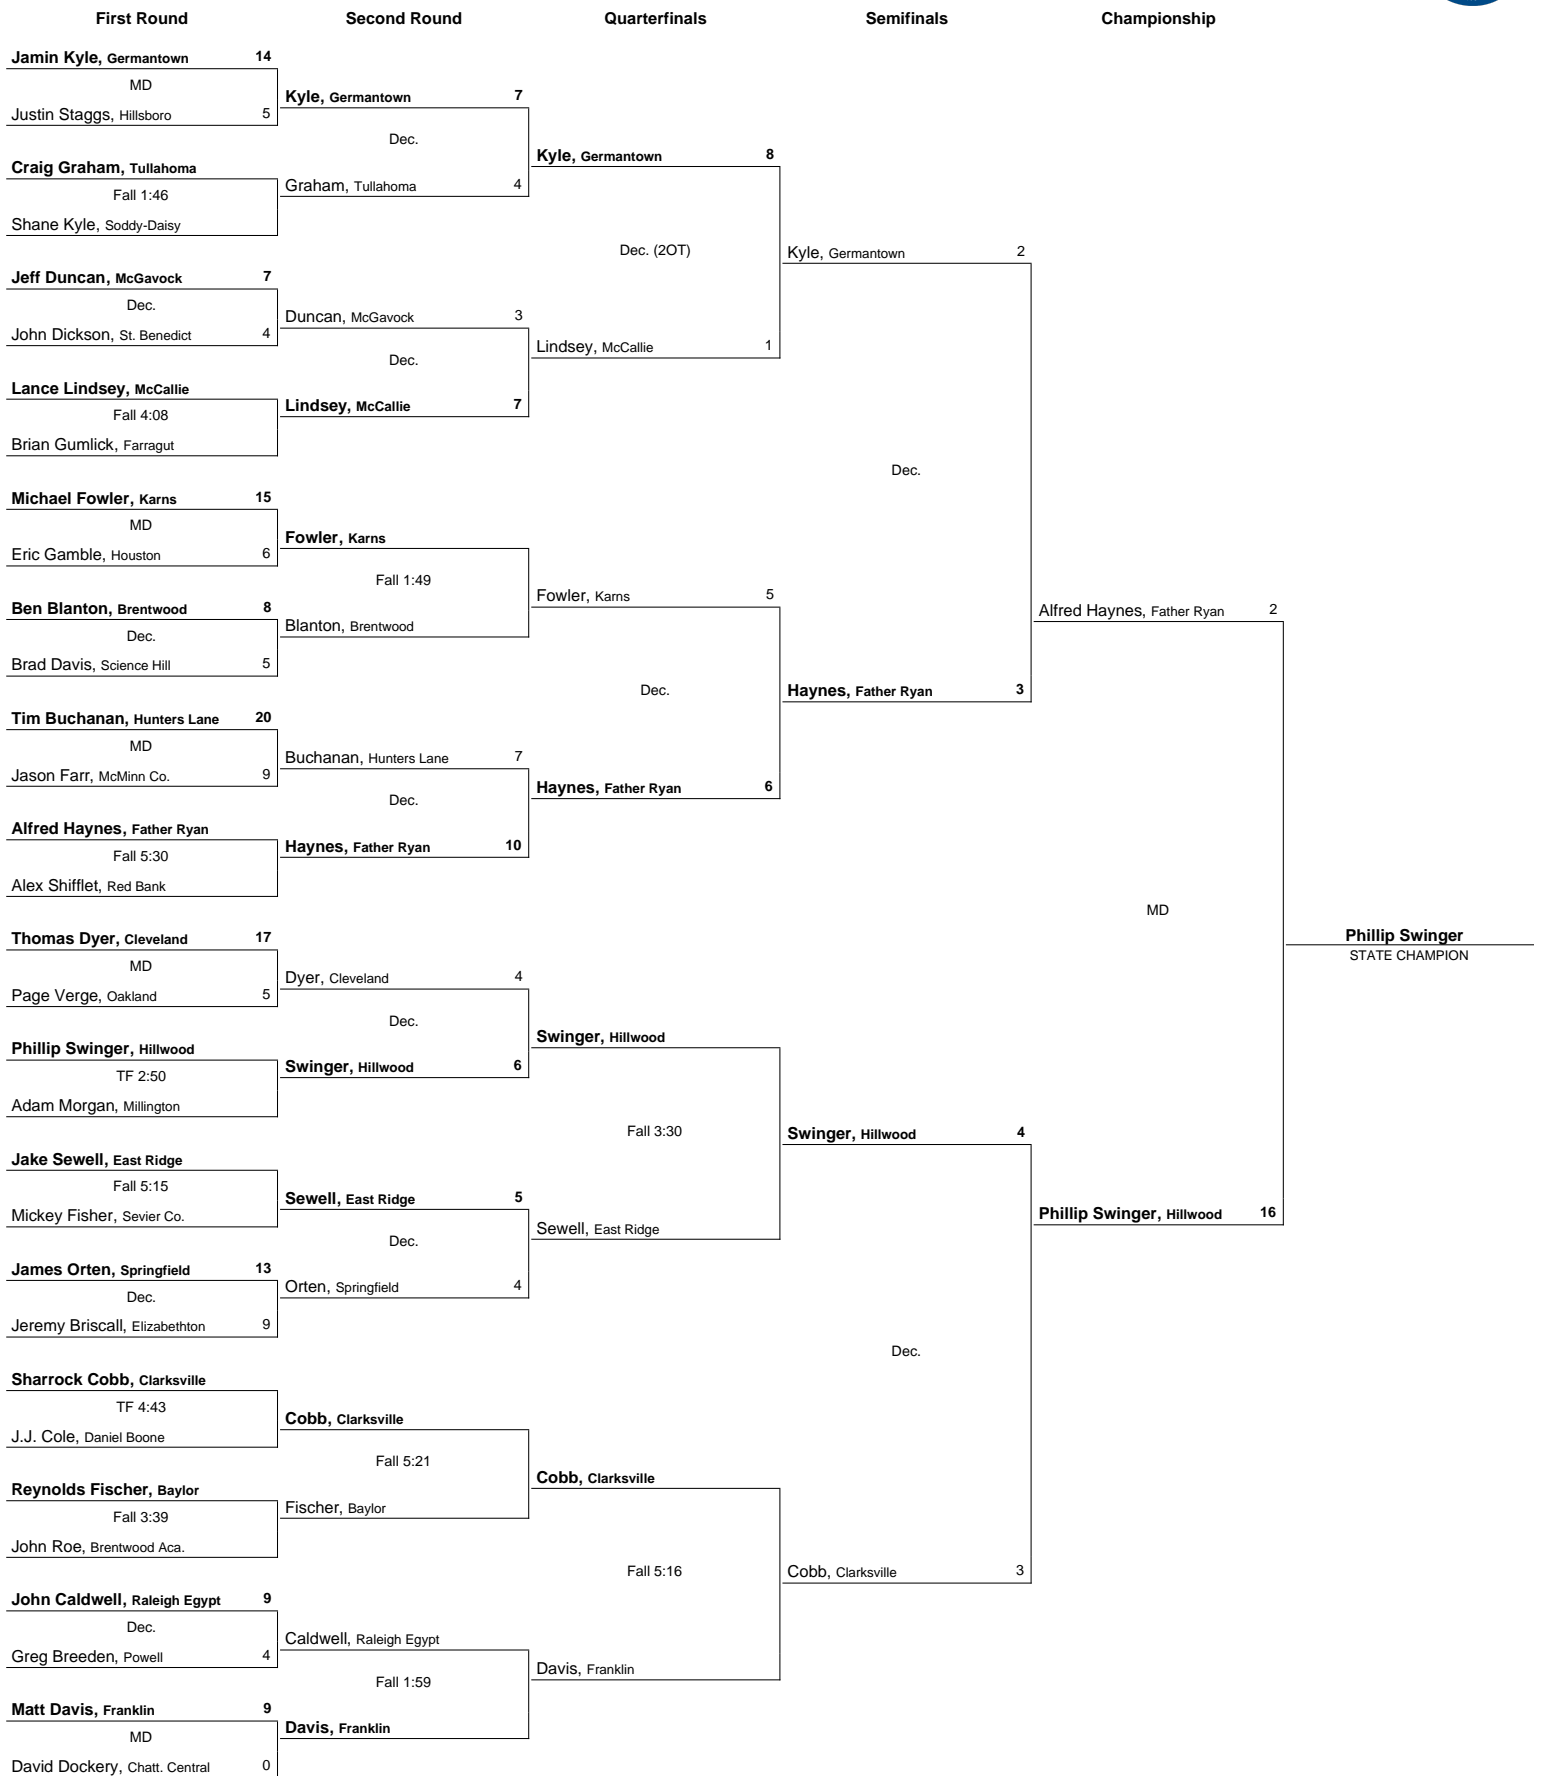 First Round Second Round Quarterfinals Semifinals Championship
Jamin Kyle, Germantown 14
MD
Justin Staggs, Hillsboro 5
Craig Graham, Tullahoma
Fall 1:46
Shane Kyle, Soddy-Daisy
Jeff Duncan, McGavock 7
Dec.
John Dickson, St. Benedict 4
Lance Lindsey, McCallie
Fall 4:08
Brian Gumlick, Farragut
Michael Fowler, Karns 15
MD
Eric Gamble, Houston 6
Ben Blanton, Brentwood 8
Dec.
Brad Davis, Science Hill 5
Tim Buchanan, Hunters Lane 20
MD
Jason Farr, McMinn Co. 9
Alfred Haynes, Father Ryan
Fall 5:30
Alex Shifflet, Red Bank
Thomas Dyer, Cleveland 17
MD
Page Verge, Oakland 5
Phillip Swinger, Hillwood
TF 2:50
Adam Morgan, Millington
Jake Sewell, East Ridge
Fall 5:15
Mickey Fisher, Sevier Co.
James Orten, Springfield 13
Dec.
Jeremy Briscall, Elizabethton 9
Sharrock Cobb, Clarksville
TF 4:43
J.J. Cole, Daniel Boone
Reynolds Fischer, Baylor
Fall 3:39
John Roe, Brentwood Aca.
John Caldwell, Raleigh Egypt 9
Dec.
Greg Breeden, Powell 4
Matt Davis, Franklin 9
MD
David Dockery, Chatt. Central 0
Kyle, Germantown 7
Dec.
Graham, Tullahoma 4
Duncan, McGavock 3
Dec.
Lindsey, McCallie 7
Fowler, Karns
Fall 1:49
Blanton, Brentwood
Buchanan, Hunters Lane 7
Dec.
Haynes, Father Ryan 10
Dyer, Cleveland 4
Dec.
Swinger, Hillwood 6
Sewell, East Ridge 5
Dec.
Orten, Springfield 4
Cobb, Clarksville
Fall 5:21
Fischer, Baylor
Caldwell, Raleigh Egypt
Fall 1:59
Davis, Franklin
Kyle, Germantown 8
Dec. (2OT)
Lindsey, McCallie 1
Fowler, Karns 5
Dec.
Haynes, Father Ryan 6
Swinger, Hillwood
Fall 3:30
Sewell, East Ridge
Cobb, Clarksville
Fall 5:16
Davis, Franklin
Kyle, Germantown 2
Dec.
Haynes, Father Ryan 3
Swinger, Hillwood 4
Dec.
Cobb, Clarksville 3
Alfred Haynes, Father Ryan 2
MD
Phillip Swinger, Hillwood 16
Phillip Swinger
STATE CHAMPION